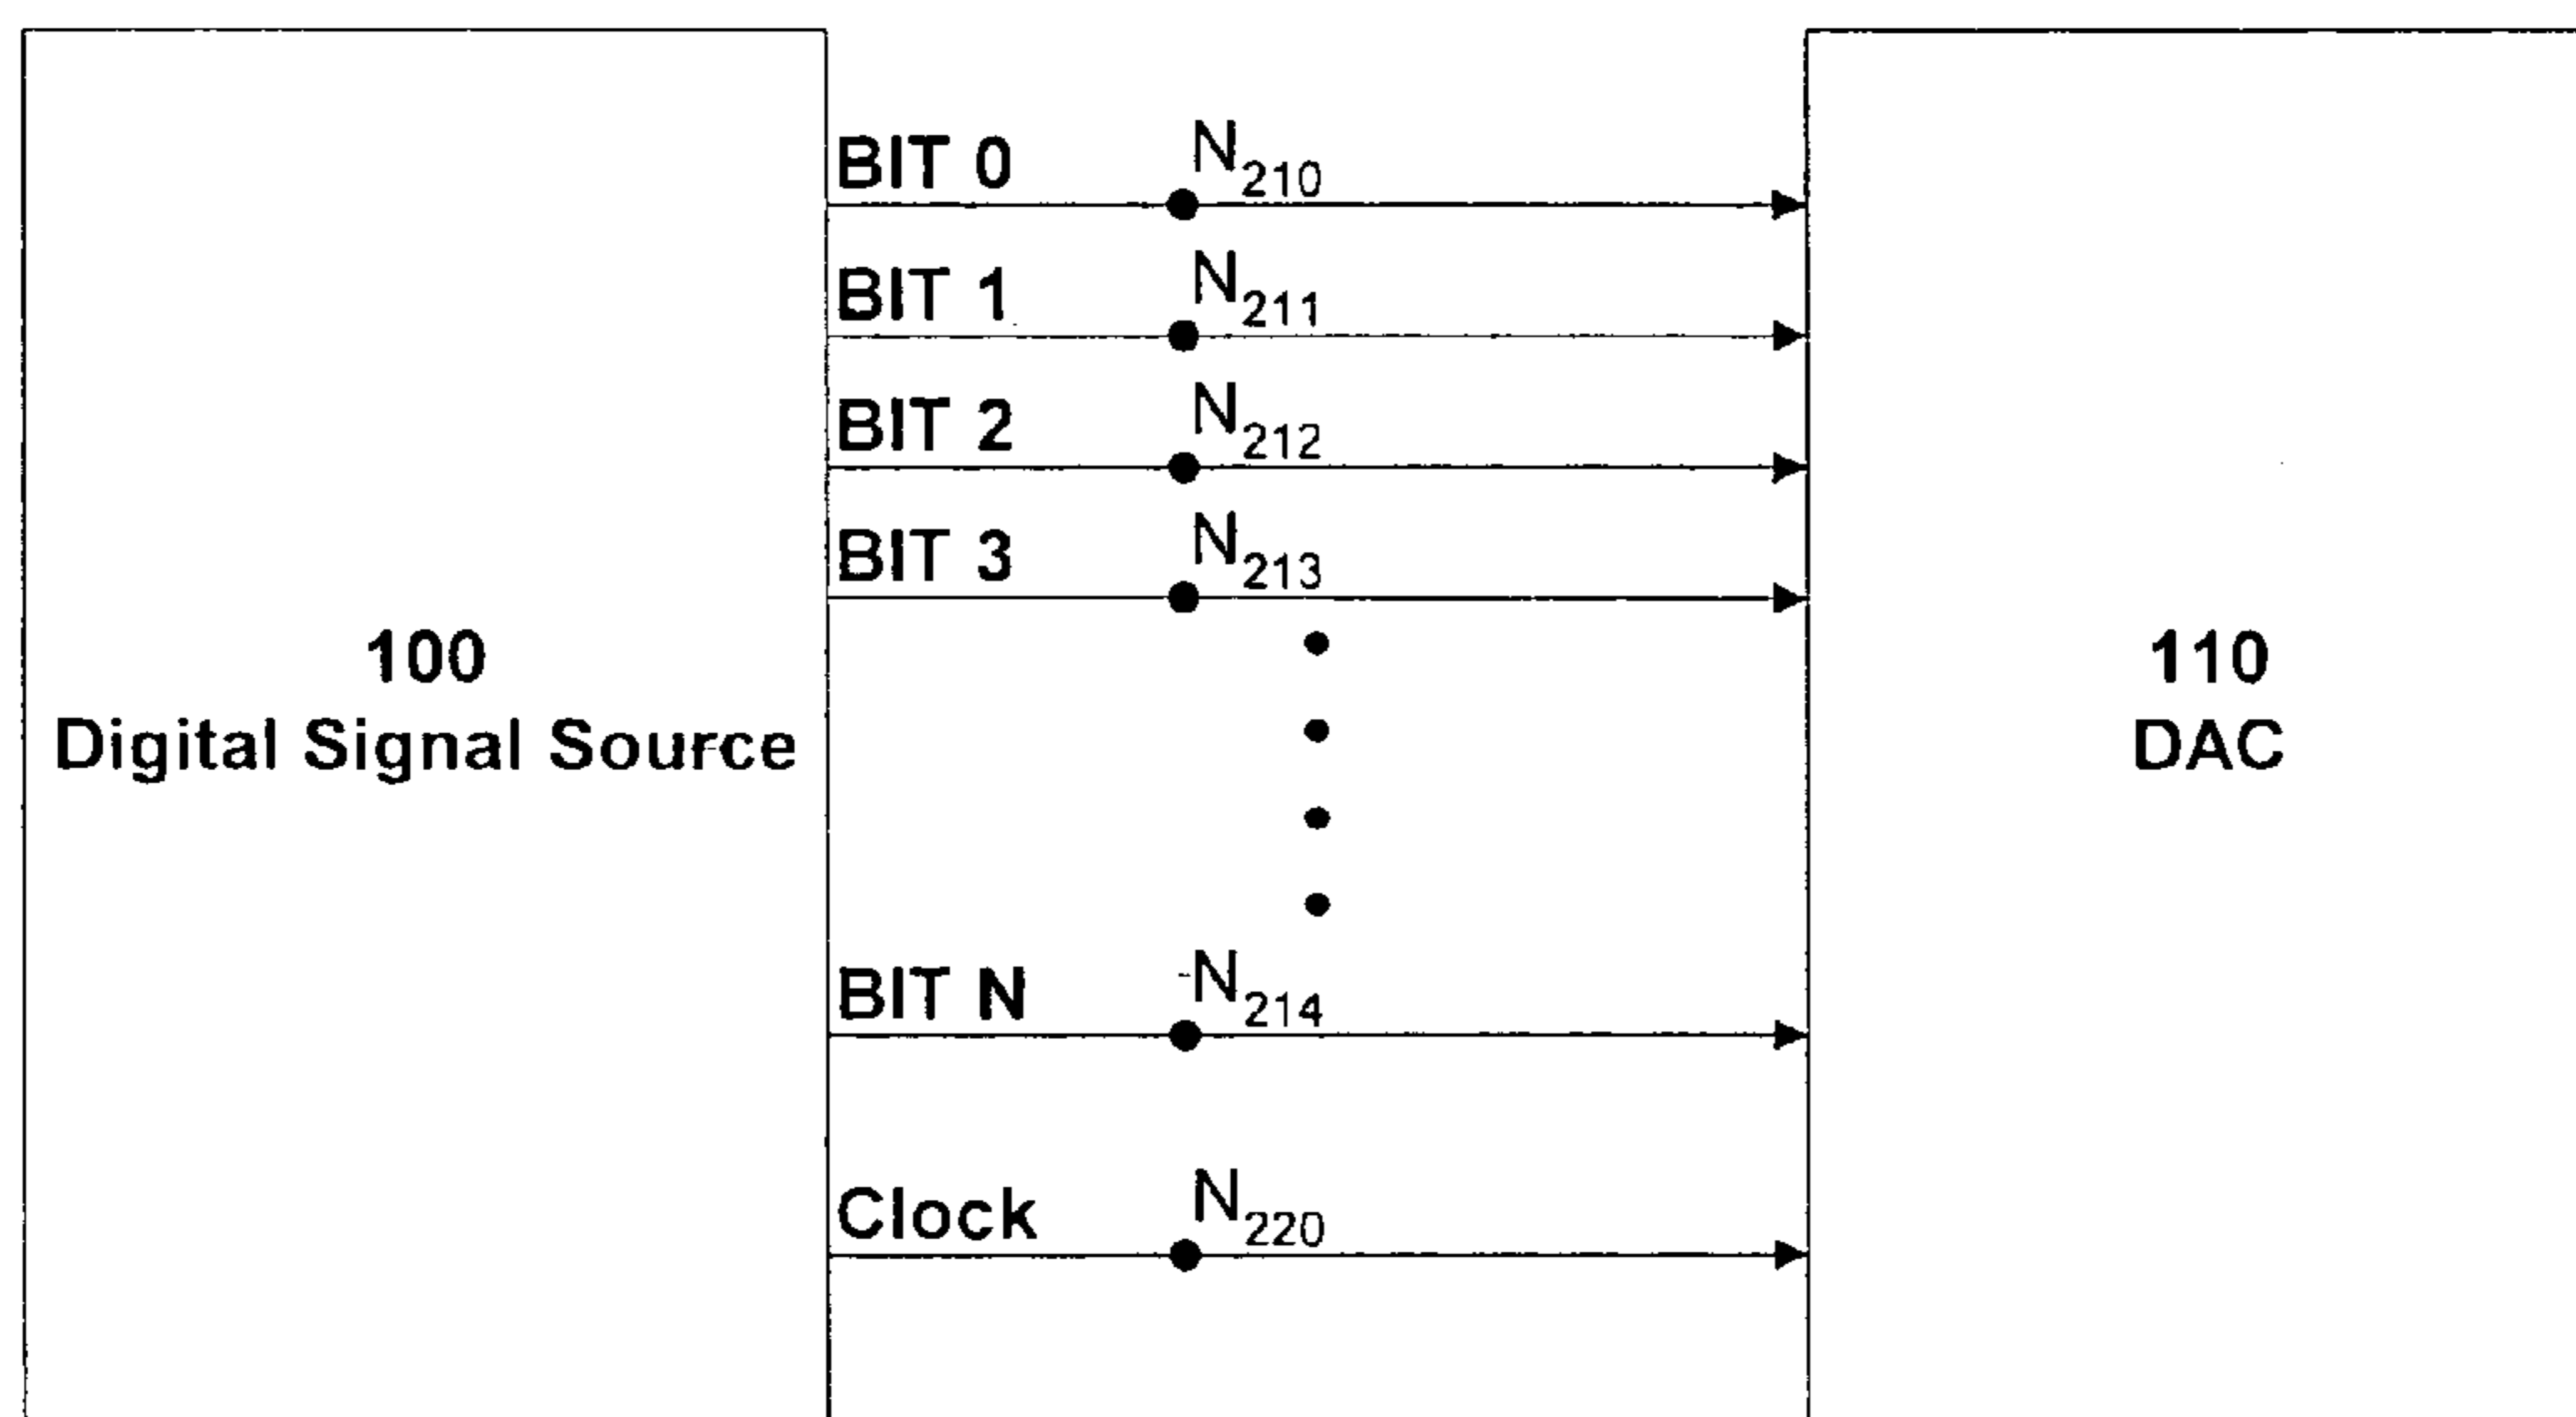 BIT 0 N210
BIT 1 N211
BIT 2 N212
BIT 3 N213
100
Digital Signal Source
110
DAC
BIT N N214
Clock N220